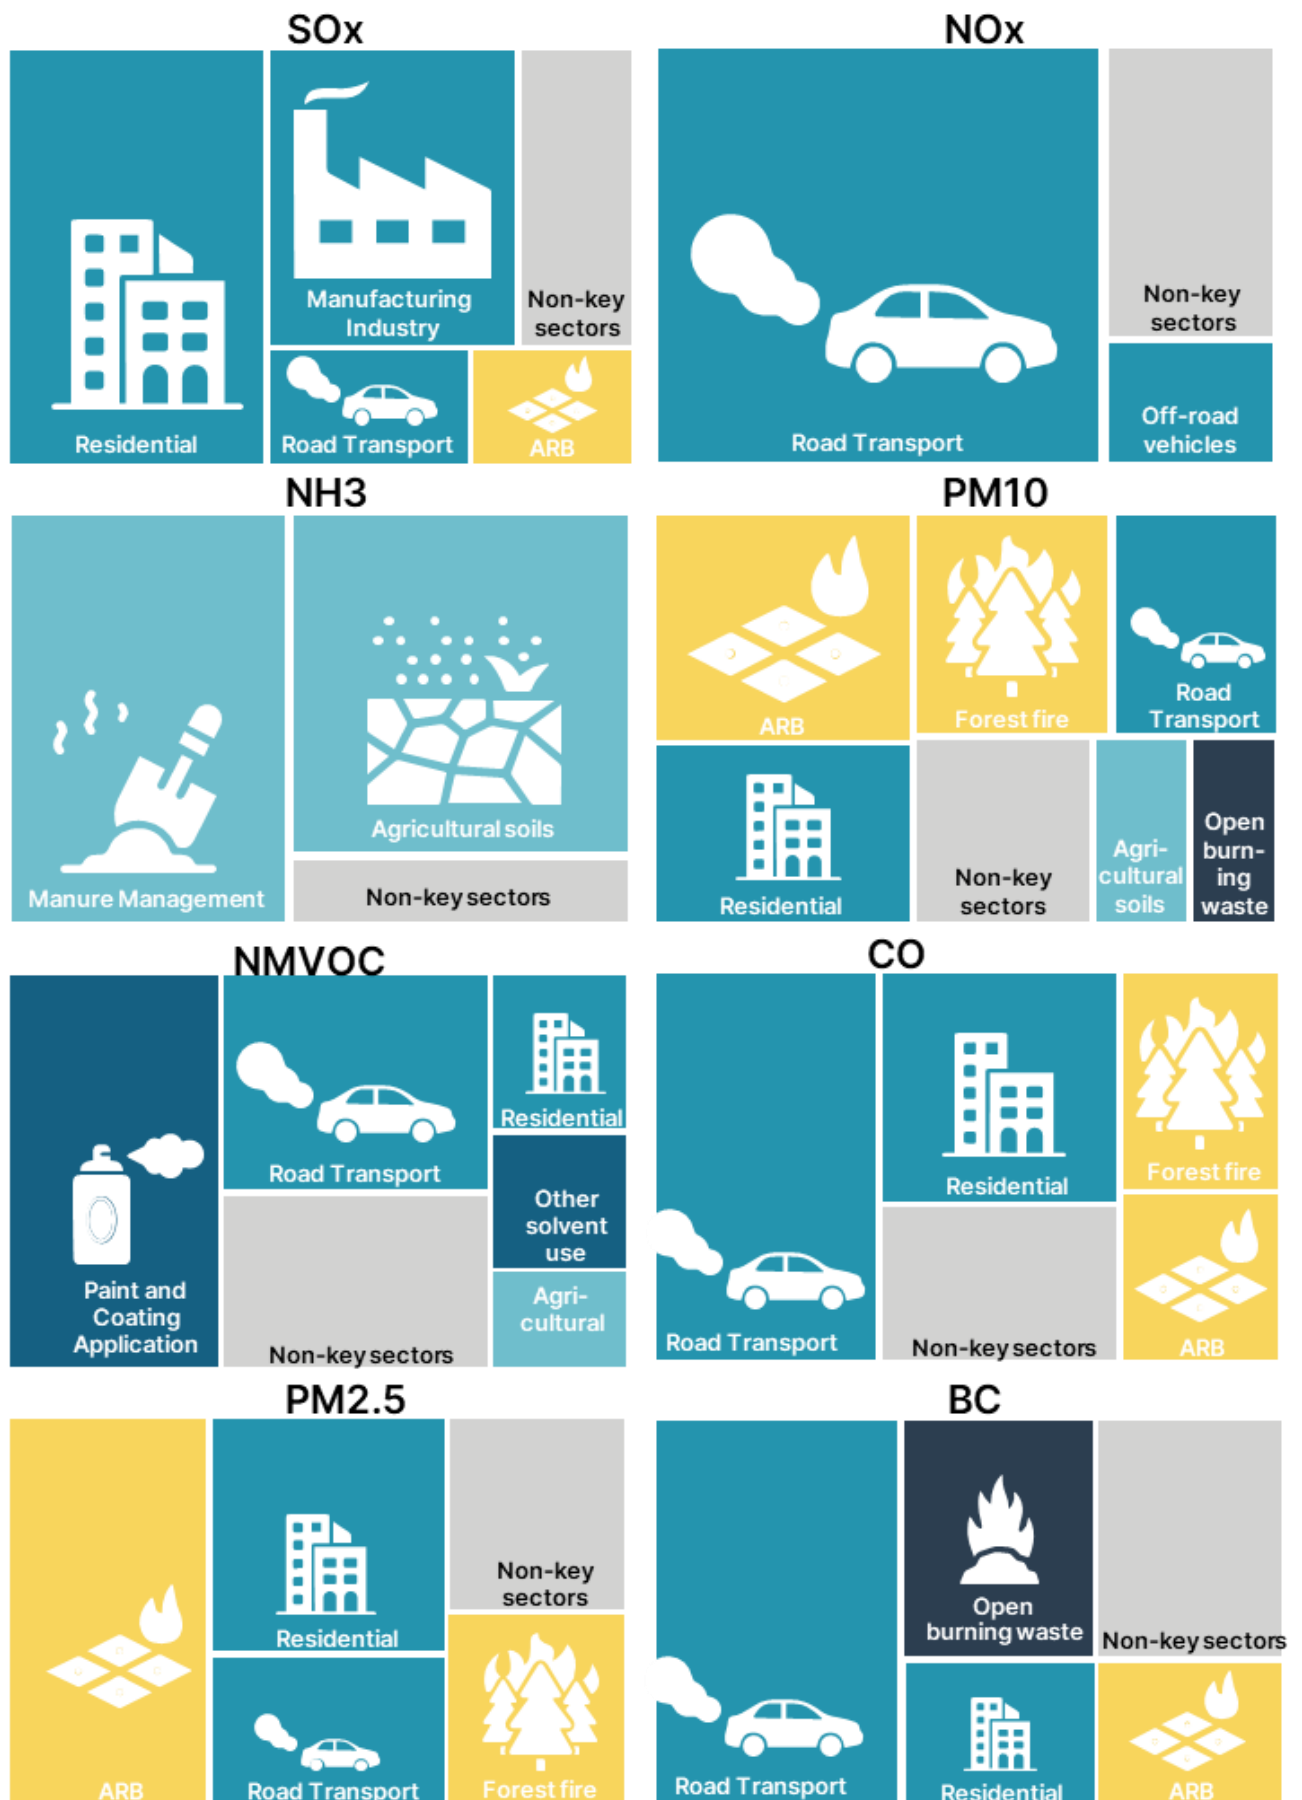 SOx
Residential
Manufacturing
Industry
Non-key
sectors
Road Transport
ARB
NOx
Road Transport
Non-key
sectors
Off-road
vehicles
NH3
Manure Management
Agricultural soils
Non-key sectors
PM10
ARB
Forest fire
Road
Transport
Residential
Non-key
sectors
Agri-
cultural
soils
Open
burn-
ing
waste
NMVOC
Paint and
Coating
Application
Road Transport
Non-key sectors
Residential
Other
solvent
use
Agri-
cultural
CO
Road Transport
Residential
Non-key sectors
Forest fire
ARB
PM2.5
ARB
Residential
Road Transport
Non-key
sectors
Forest fire
BC
Road Transport
Open
burning waste
Non-key sectors
Residential
ARB